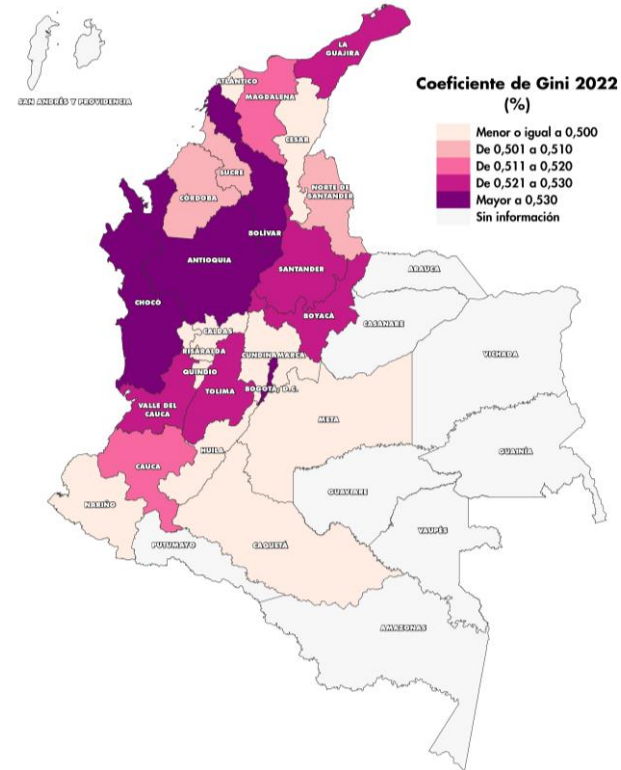 LA
GUAJIRA
ATLÁNTICO
MAGDALENA
SAN ANDRÉS Y PROVIDENCIA
CESAR
Coeficiente de Gini 2022
(%)
Menor o igual a 0,500
De 0,501 a 0,510
De 0,511 a 0,520
De 0,521 a 0,530
Mayor a 0,530
Sin información
SUCRE
CÓRDOBA
NORTE DE
SANTANDER
BOLÍVAR
ANTIOQUIA
SANTANDER
ARAUCA
CHOCÓ
BOYACÁ
CASANARE
CALDAS
RISARALDA
CUNDINAMARCA
VICHADA
QUINDIO
TOLIMA
BOGOTÁ, D.C.
VALLE DEL
CAUCA
META
HUILA
GUAINÍA
CAUCA
GUAVIARE
NARIÑO
VAUPÉS
PUTUMAYO
CAQUETÁ
AMAZONAS